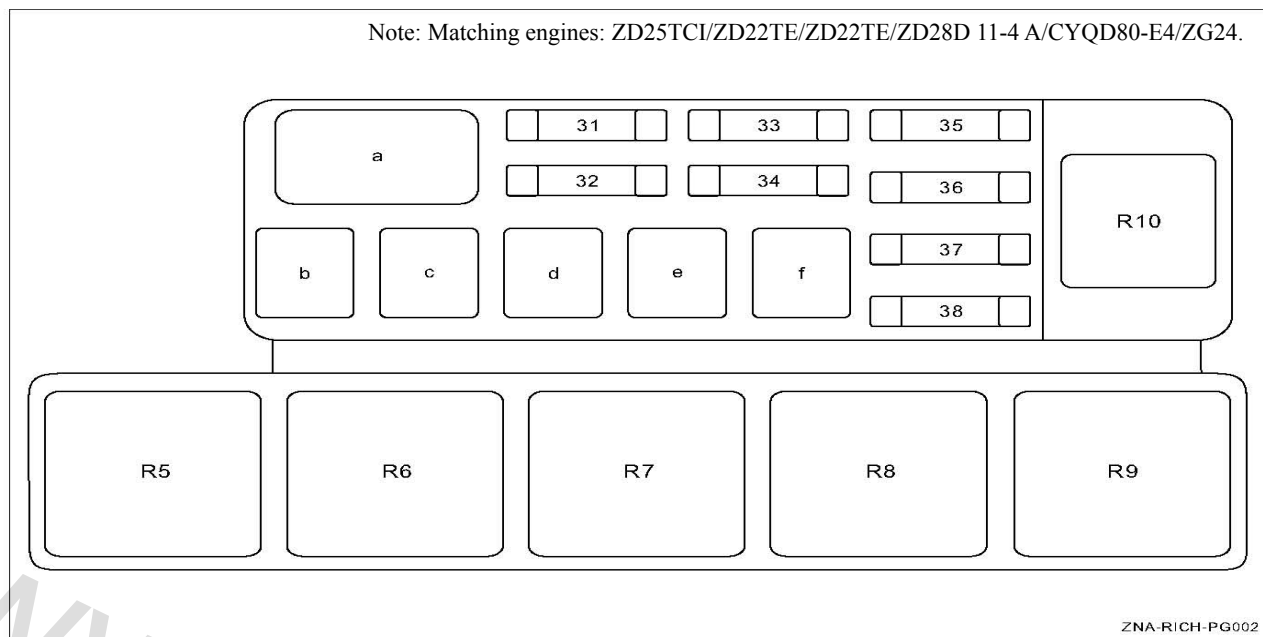 Note: Matching engines: ZD25TCI/ZD22TE/ZD22TE/ZD28D 11-4 A/CYQD80-E4/ZG24.
a 31 33 35
32 34 36 R10
b c d e f 37
38
R5 R6 R7 R8 R9
ZNA-RICH-PG002